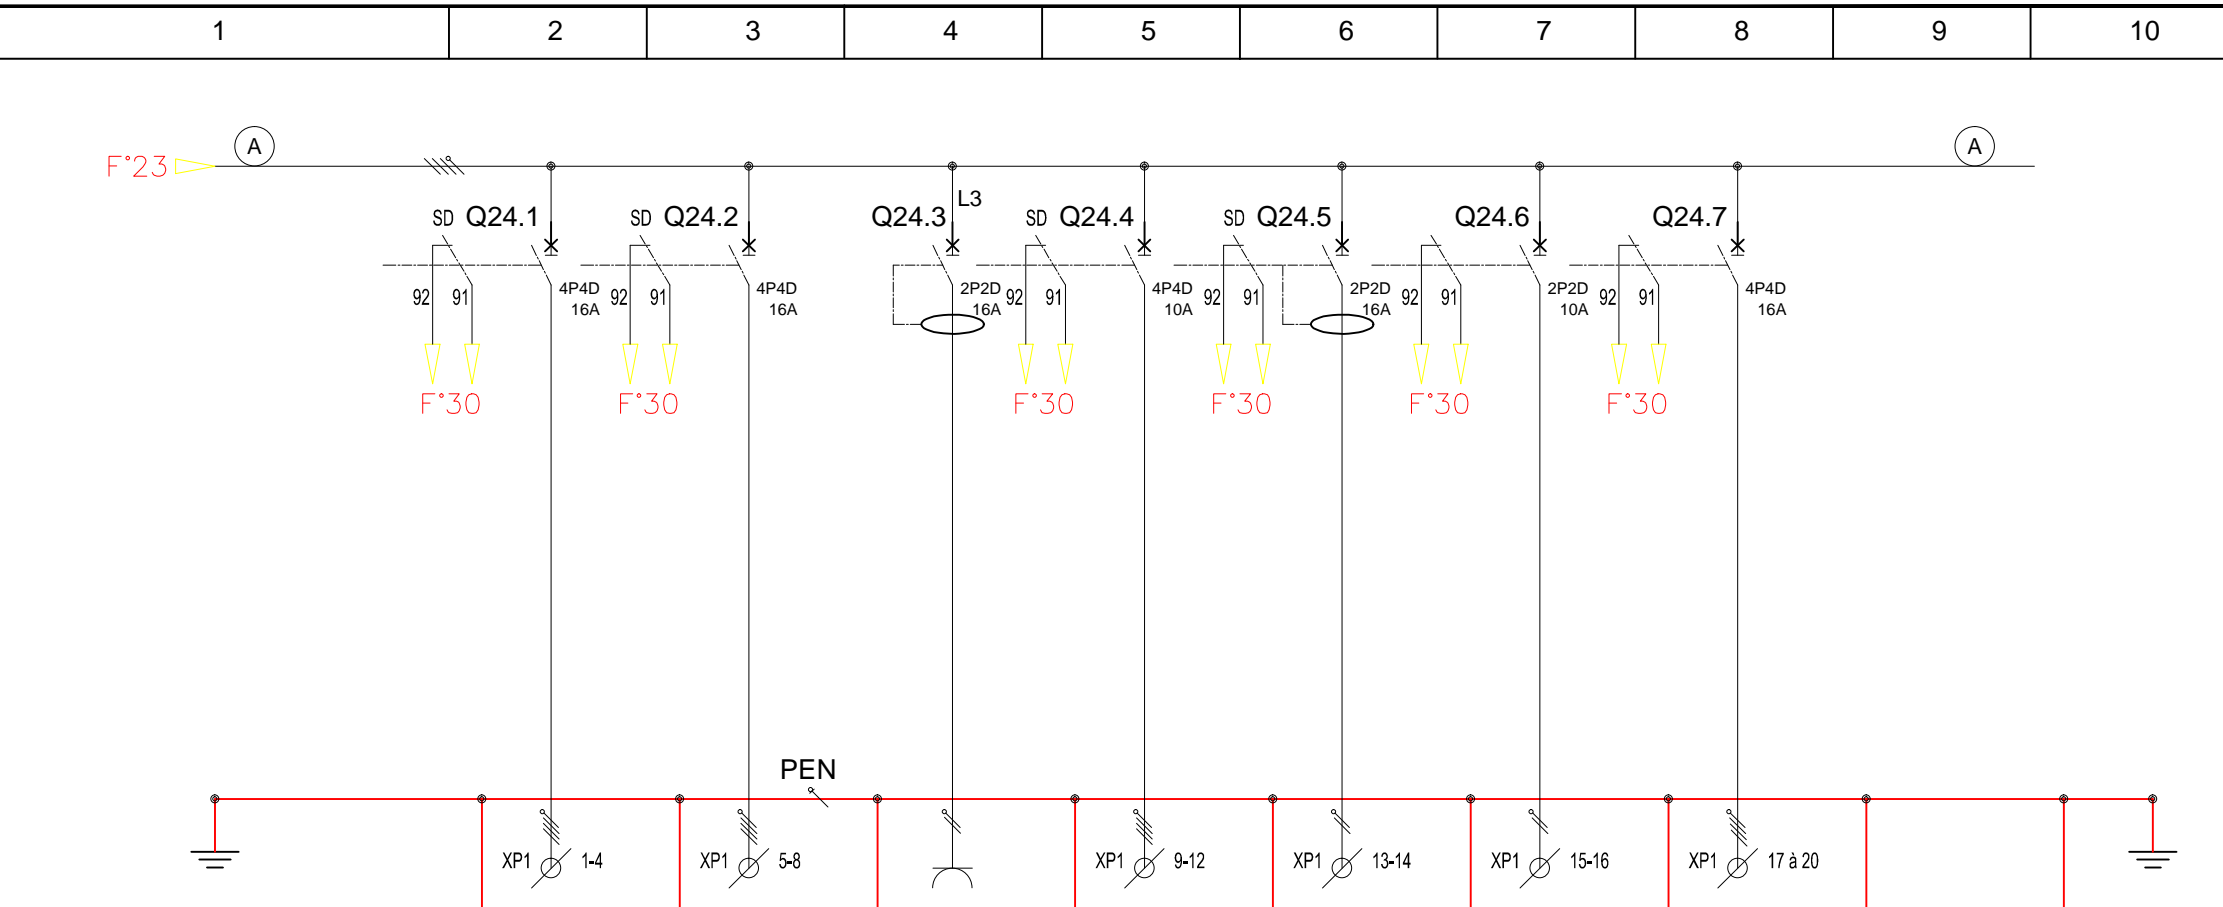 1 2 3 4 5 6 7 8 9 10
A A
F°23
L3
SD Q24.1 SD Q24.2 Q24.3 SD Q24.4 SD Q24.5 Q24.6 Q24.7
4P4D 4P4D 2P2D 4P4D 2P2D 2P2D 4P4D
92 91 92 91 92 91 92 91 92 91 92 91
16A 16A 16A 10A 16A 10A 16A
F°30 F°30 F°30 F°30 F°30 F°30
PEN
XP1 1-4 XP1 5-8 XP1 9-12 XP1 13-14 XP1 15-16 XP1 17 à 20